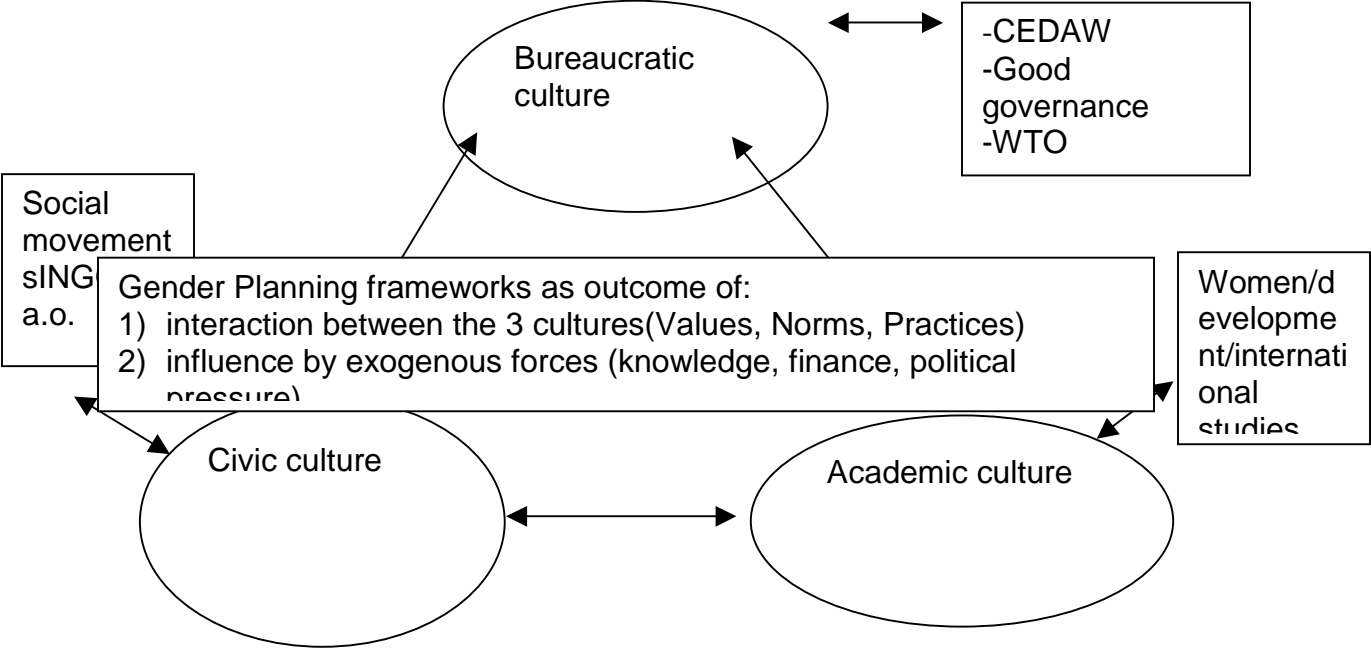 Bureaucratic
culture
-CEDAW
-Good
governance
-WTO
Social
movement
sING
a.o.
Gender Planning frameworks as outcome of:
1) interaction between the 3 cultures(Values, Norms, Practices)
2) influence by exogenous forces (knowledge, finance, political
pressure)
Women/d
evelopme
nt/internati
onal
studies
Civic culture
Academic culture